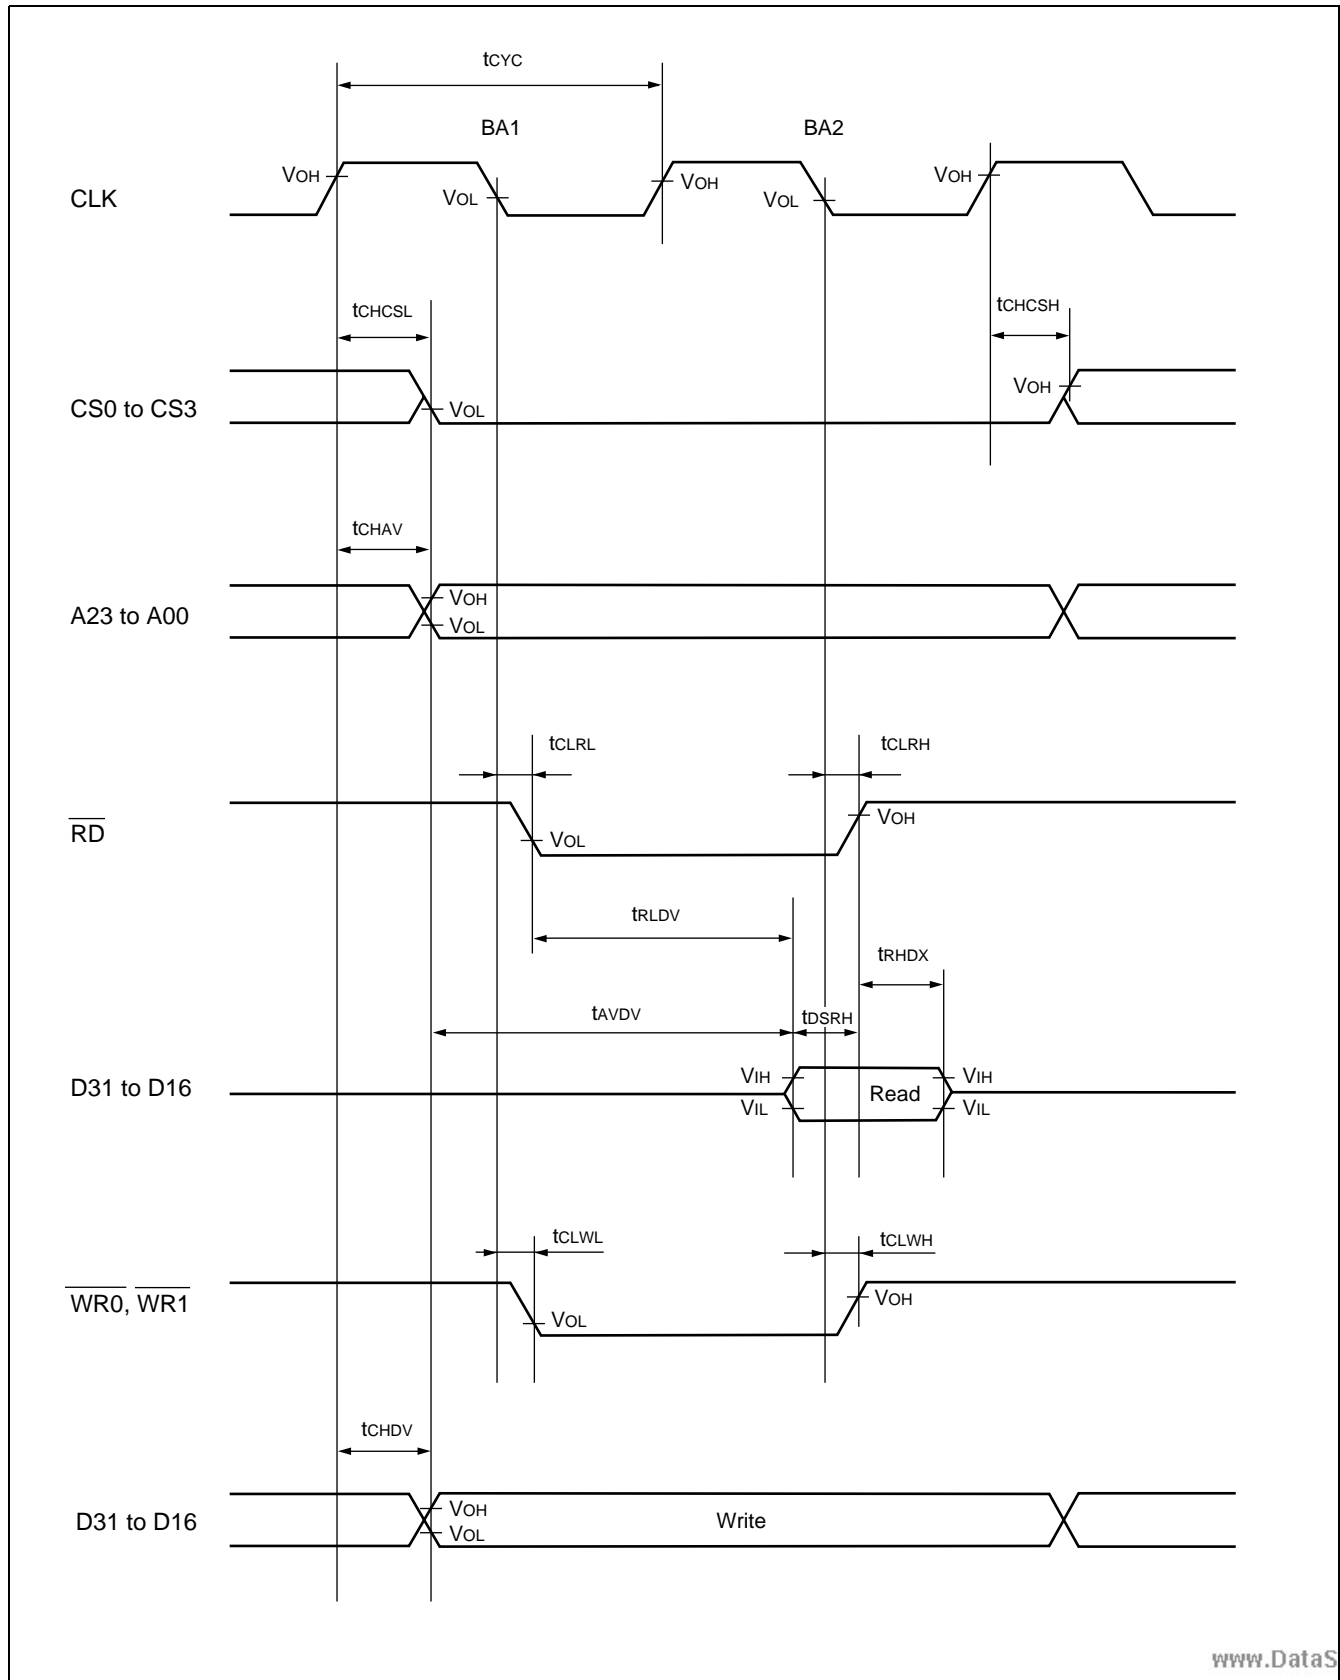 tCYC
BA1 BA2
CLK VOH VOL VOH VOL VOH
tCHCSL tCHCSH
CS0 to CS3 VOL VOH
tCHAV
A23 to A00 VOH
VOL
tCLRL tCLRH
RD VOL VOH
tRLDV
tRHDX
tAVDV tDSRH
D31 to D16 VIH Read VIH
VIL VIL
tCLWL tCLWH
WR0, WR1 VOL VOH
tCHDV
D31 to D16 VOH Write
VOL
www.DataS